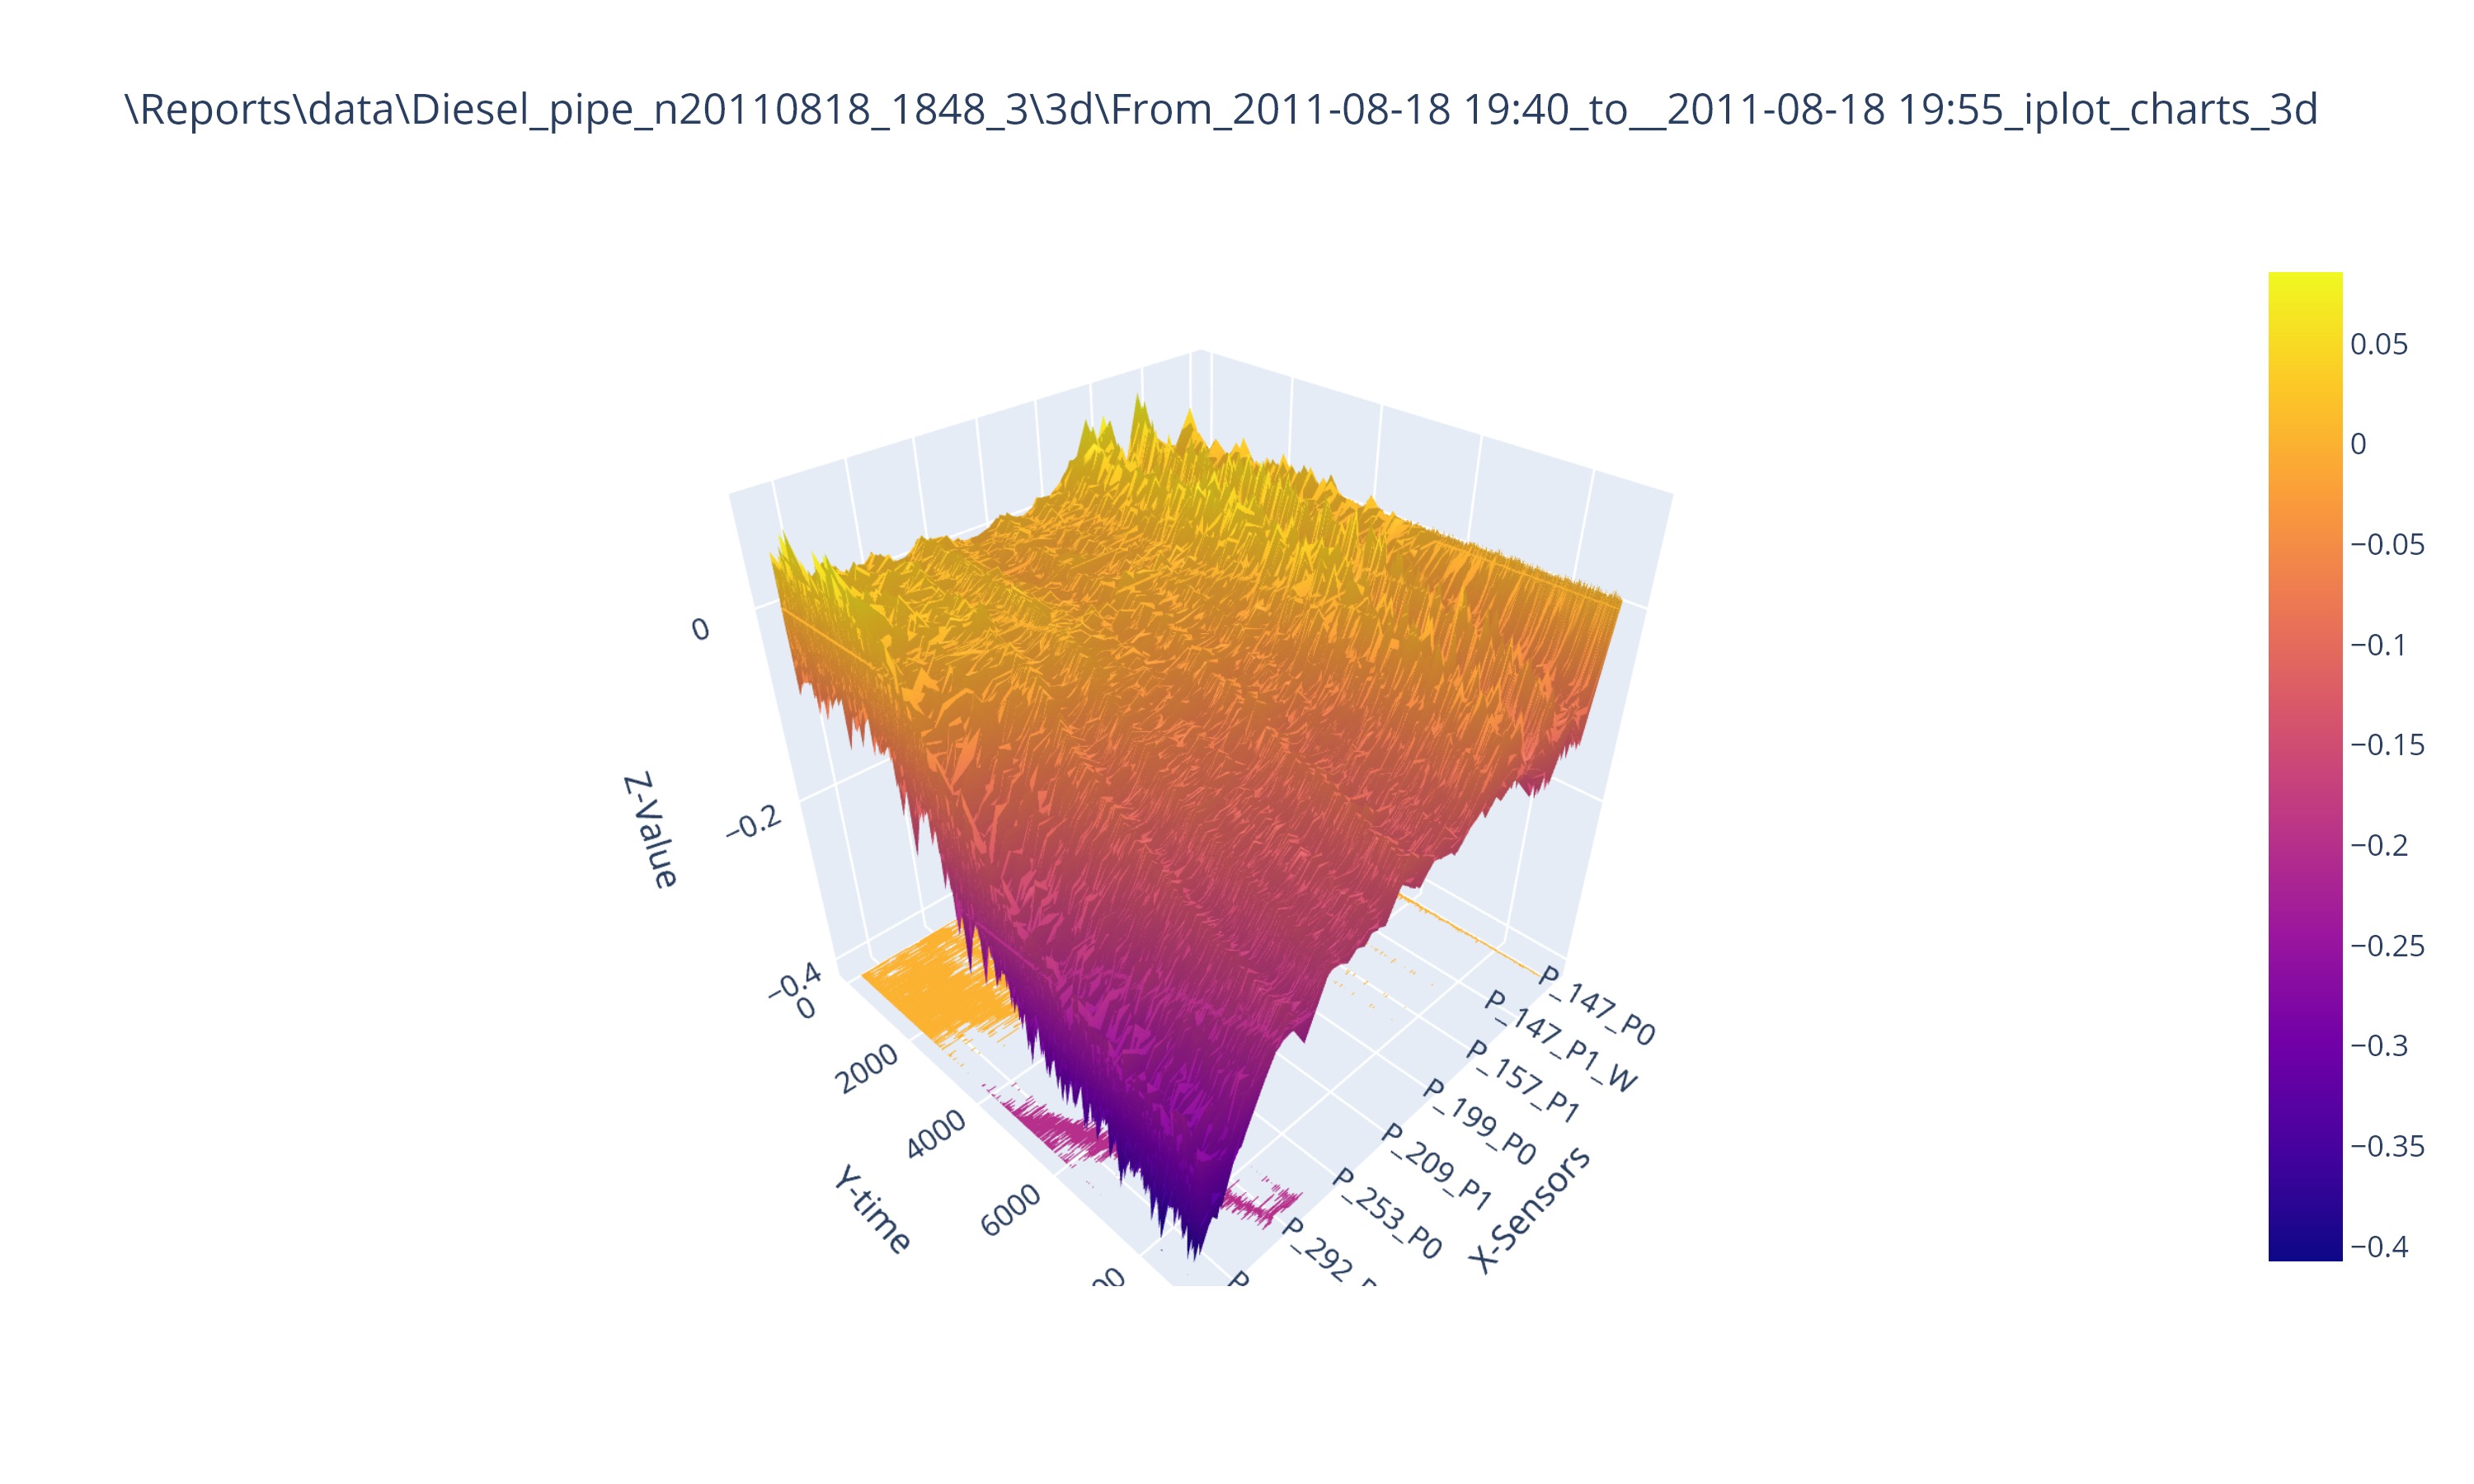 \Reports\data\Diesel_pipe_n20110818_1848_3\3d\From_2011-08-18 19:40_to__2011-08-18 19:55_iplot_charts_3d
0.05
0
−0.05
−0.1
−0.15
−0.2
−0.25
−0.3
−0.35
−0.4
0
−0.2
−0.4
Z-Value
0
2000
4000
6000
Y-time
P_147_P0
P_147_P1_W
P_157_P1
P_199_P0
P_209_P1
P_253_P0
P_292
X-Sensors